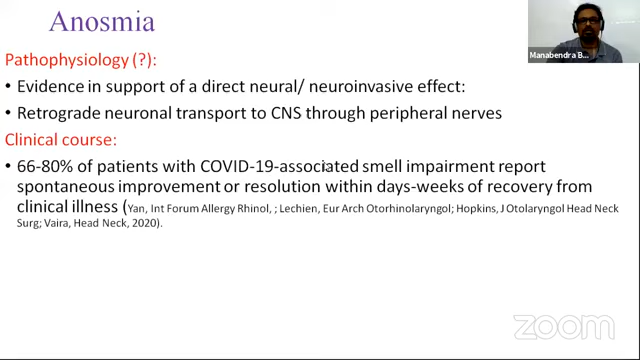 Anosmia
Manabendra B...
Pathophysiology (?):
• Evidence in support of a direct neural/ neuroinvasive effect:
• Retrograde neuronal transport to CNS through peripheral nerves
Clinical course:
• 66-80% of patients with COVID-19-associated smell impairment report
spontaneous improvement or resolution within days-weeks of recovery from
clinical illness (Yan, Int Forum Allergy Rhinol, ; Lechien, Eur Arch Otorhinolaryngol; Hopkins, J Otolaryngol Head Neck
Surg; Vaira, Head Neck, 2020).
zoom